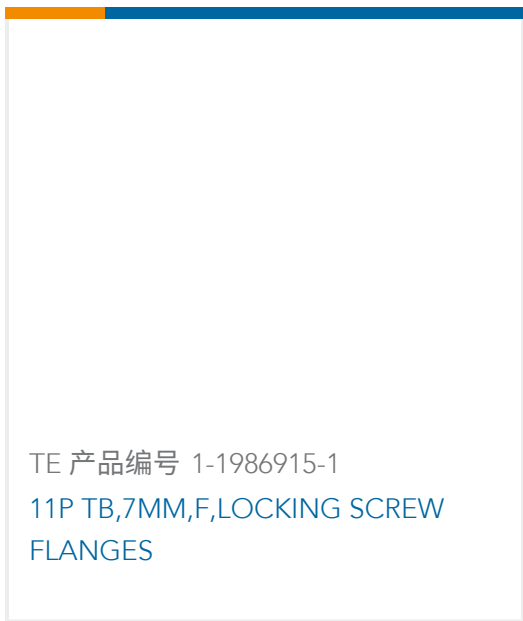 TE 产品编号 1-1986915-1
11P TB,7MM,F,LOCKING SCREW
FLANGES